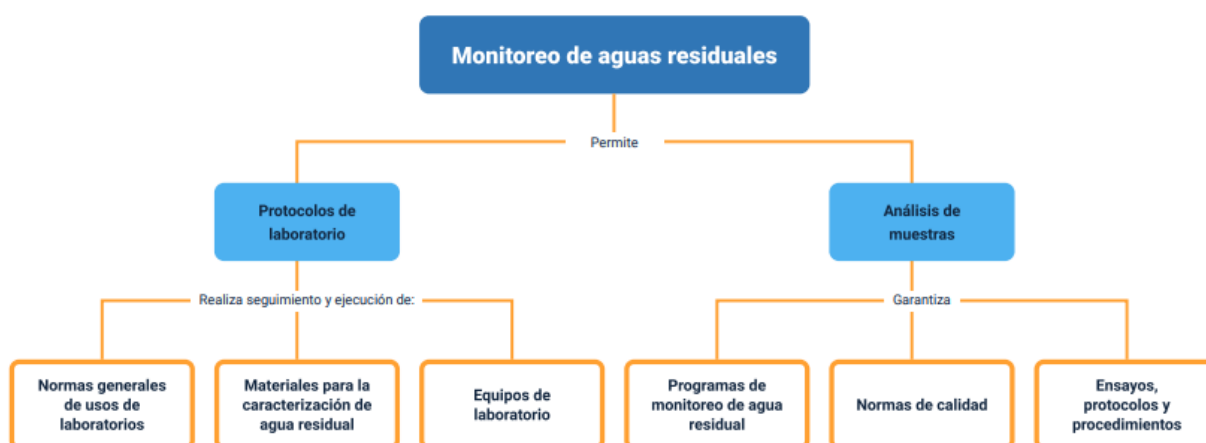 Monitoreo de aguas residuales
Permite
Protocolos de
laboratorio
Análisis de
muestras
Realiza seguimiento y ejecución de:
Garantiza
Normas generales
de usos de
laboratorios
Materiales para la
caracterización de
agua residual
Equipos de
laboratorio
Programas de
monitoreo de agua
residual
Normas de calidad
Ensayos,
protocolos y
procedimientos